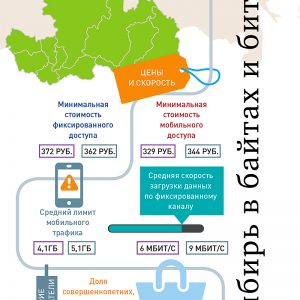 ЦЕНЫ
И СКОРОСТЬ
Минимальная
стоимость
фиксированного
доступа
372 РУБ. 362 РУБ.
Минимальная
стоимость
мобильного
доступа
329 РУБ. 344 РУБ.
Средний лимит
мобильного
трафика
4,1ГБ 5,1ГБ
Средняя скорость
загрузки данных
по фиксированному
каналу
6 МБИТ/С 9 МБИТ/С
Доля
совершеннолетних,
ибирь в байтах и бит